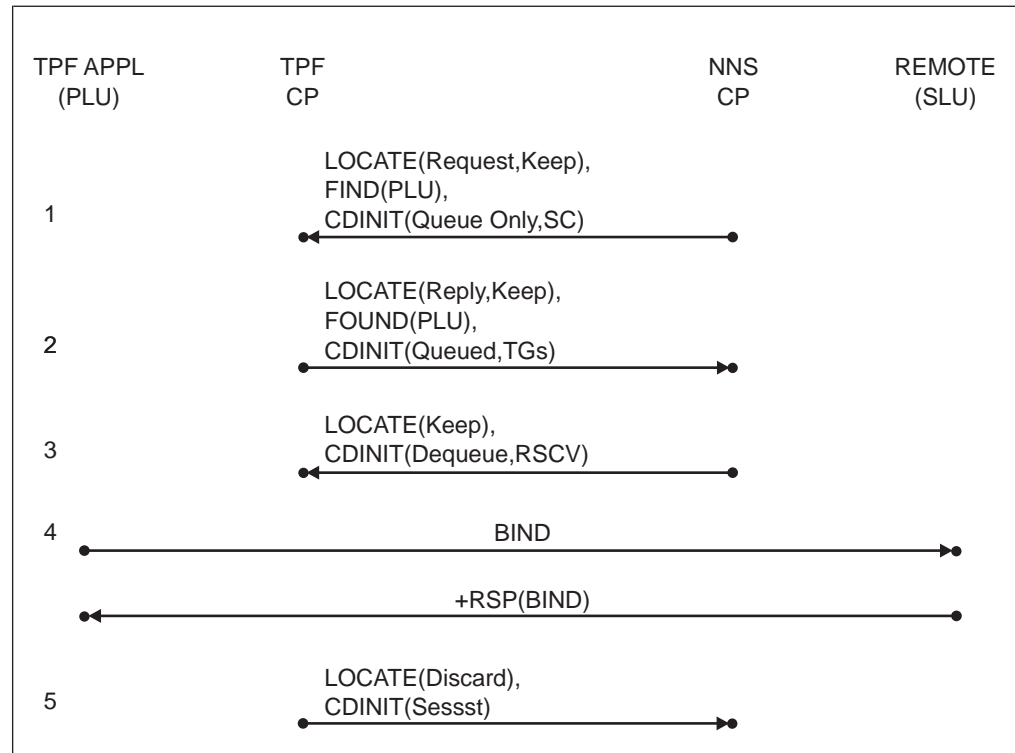 TPF APPL
(PLU)
TPF
CP
NNS
CP
REMOTE
(SLU)
1
LOCATE(Request,Keep),
FIND(PLU),
CDINIT(Queue Only,SC)
2
LOCATE(Reply,Keep),
FOUND(PLU),
CDINIT(Queued,TGs)
3
LOCATE(Keep),
CDINIT(Dequeue,RSCV)
4
BIND
+RSP(BIND)
5
LOCATE(Discard),
CDINIT(Sessst)